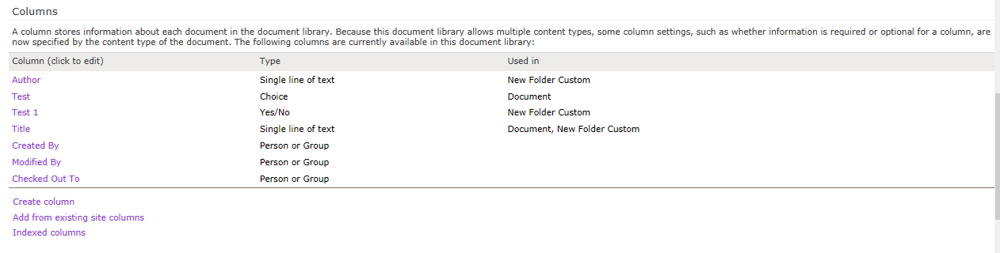 Columns
A column stores information about each document in the document library. Because this document library allows multiple content types, some column settings, such as whether information is required or optional for a column, are
now specified by the content type of the document. The following columns are currently available in this document library:
Column (click to edit) Type Used in
Author Single line of text New Folder Custom
Test Choice Document
Test 1 Yes/No New Folder Custom
Title Single line of text Document, New Folder Custom
Created By Person or Group
Modified By Person or Group
Checked Out To Person or Group
Create column
Add from existing site columns
Indexed columns